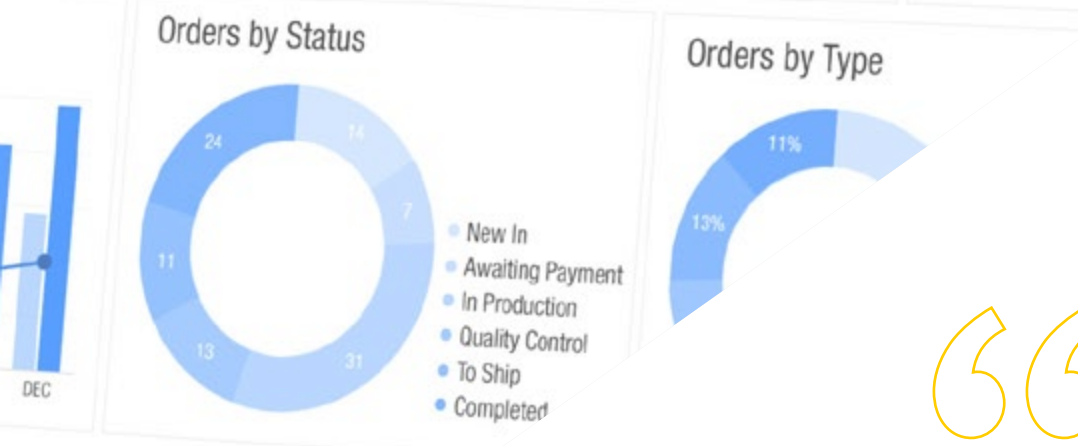 DEC
Orders by Status
24
14
7
11
13
31
New In
Awaiting Payment
In Production
Quality Control
To Ship
Completed
Orders by Type
11%
13%